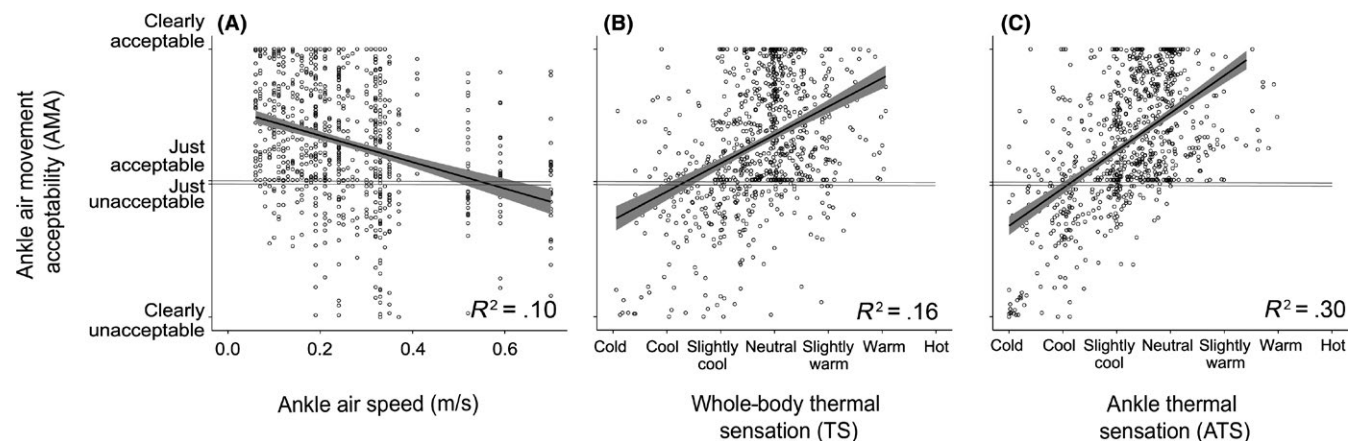 Ankle air movement
acceptability (AMA)
Clearly
acceptable
Just
acceptable
Just
unacceptable
Clearly
unacceptable
(A)
R² = .10
0.0 0.2 0.4 0.6
Ankle air speed (m/s)
(B)
R² = .16
Cold Cool Slightly cool Neutral Slightly warm Warm Hot
Whole-body thermal
sensation (TS)
(C)
R² = .30
Cold Cool Slightly cool Neutral Slightly warm Warm Hot
Ankle thermal
sensation (ATS)